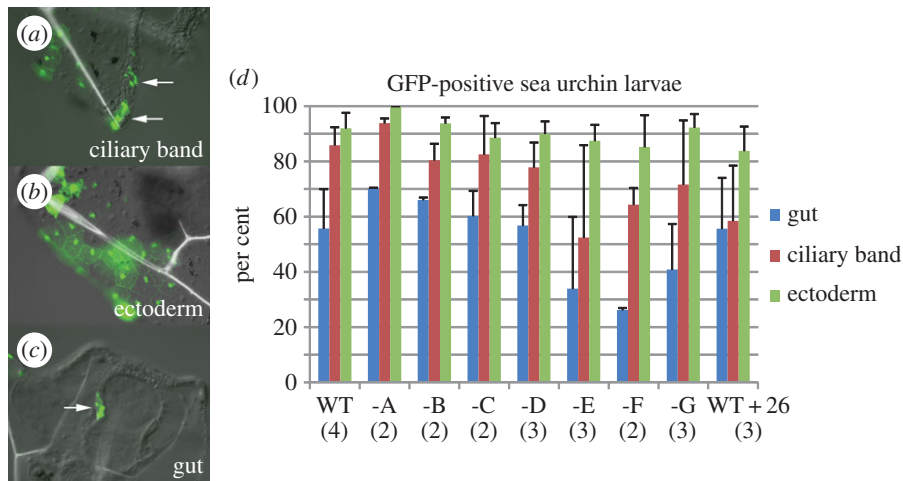 (a)
ciliary band
(b)
ectoderm
(c)
gut
(d)
GFP-positive sea urchin larvae
per cent
100
80
60
40
20
0
WT -A -B -C -D -E -F -G WT + 26
(4) (2) (2) (2) (3) (3) (2) (3) (3)
gut
ciliary band
ectoderm